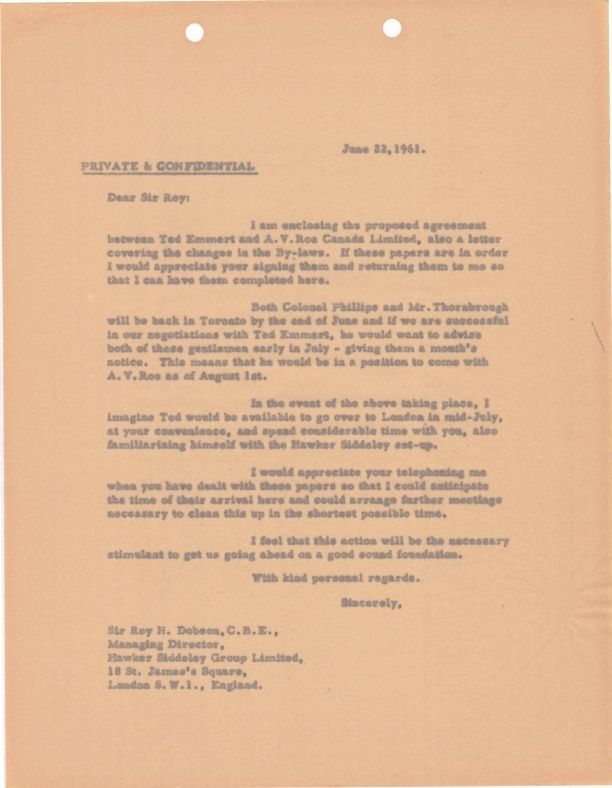 June 22, 1961.
PRIVATE & CONFIDENTIAL
Dear Sir Roy:
I am enclosing the proposed agreement
between Ted Emmert and A.V.Roe Canada Limited, also a letter
covering the changes in the By-laws. If these papers are in order
I would appreciate your signing them and returning them to me so
that I can have them completed here.
Both Colonel Phillips and Mr. Thornbrough
will be back in Toronto by the end of June and if we are successful
in our negotiations with Ted Emmert, he would want to advise
both of these gentlemen early in July - giving them a month's
notice. This means that he would be in a position to come with
A.V.Roe as of August 1st.
In the event of the above taking place, I
imagine Ted would be available to go over to London in mid-July,
at your convenience, and spend considerable time with you, also
familiarizing himself with the Hawker Siddeley set-up.
I would appreciate your telephoning me
when you have dealt with these papers so that I could anticipate
the time of their arrival here and could arrange further meetings
necessary to clean this up in the shortest possible time.
I feel that this action will be the necessary
stimulant to get us going ahead on a good sound foundation.
With kind personal regards.
Sincerely,
Sir Roy H. Dobson, C.B.E.,
Managing Director,
Hawker Siddeley Group Limited,
18 St. James's Square,
London S.W.1., England.